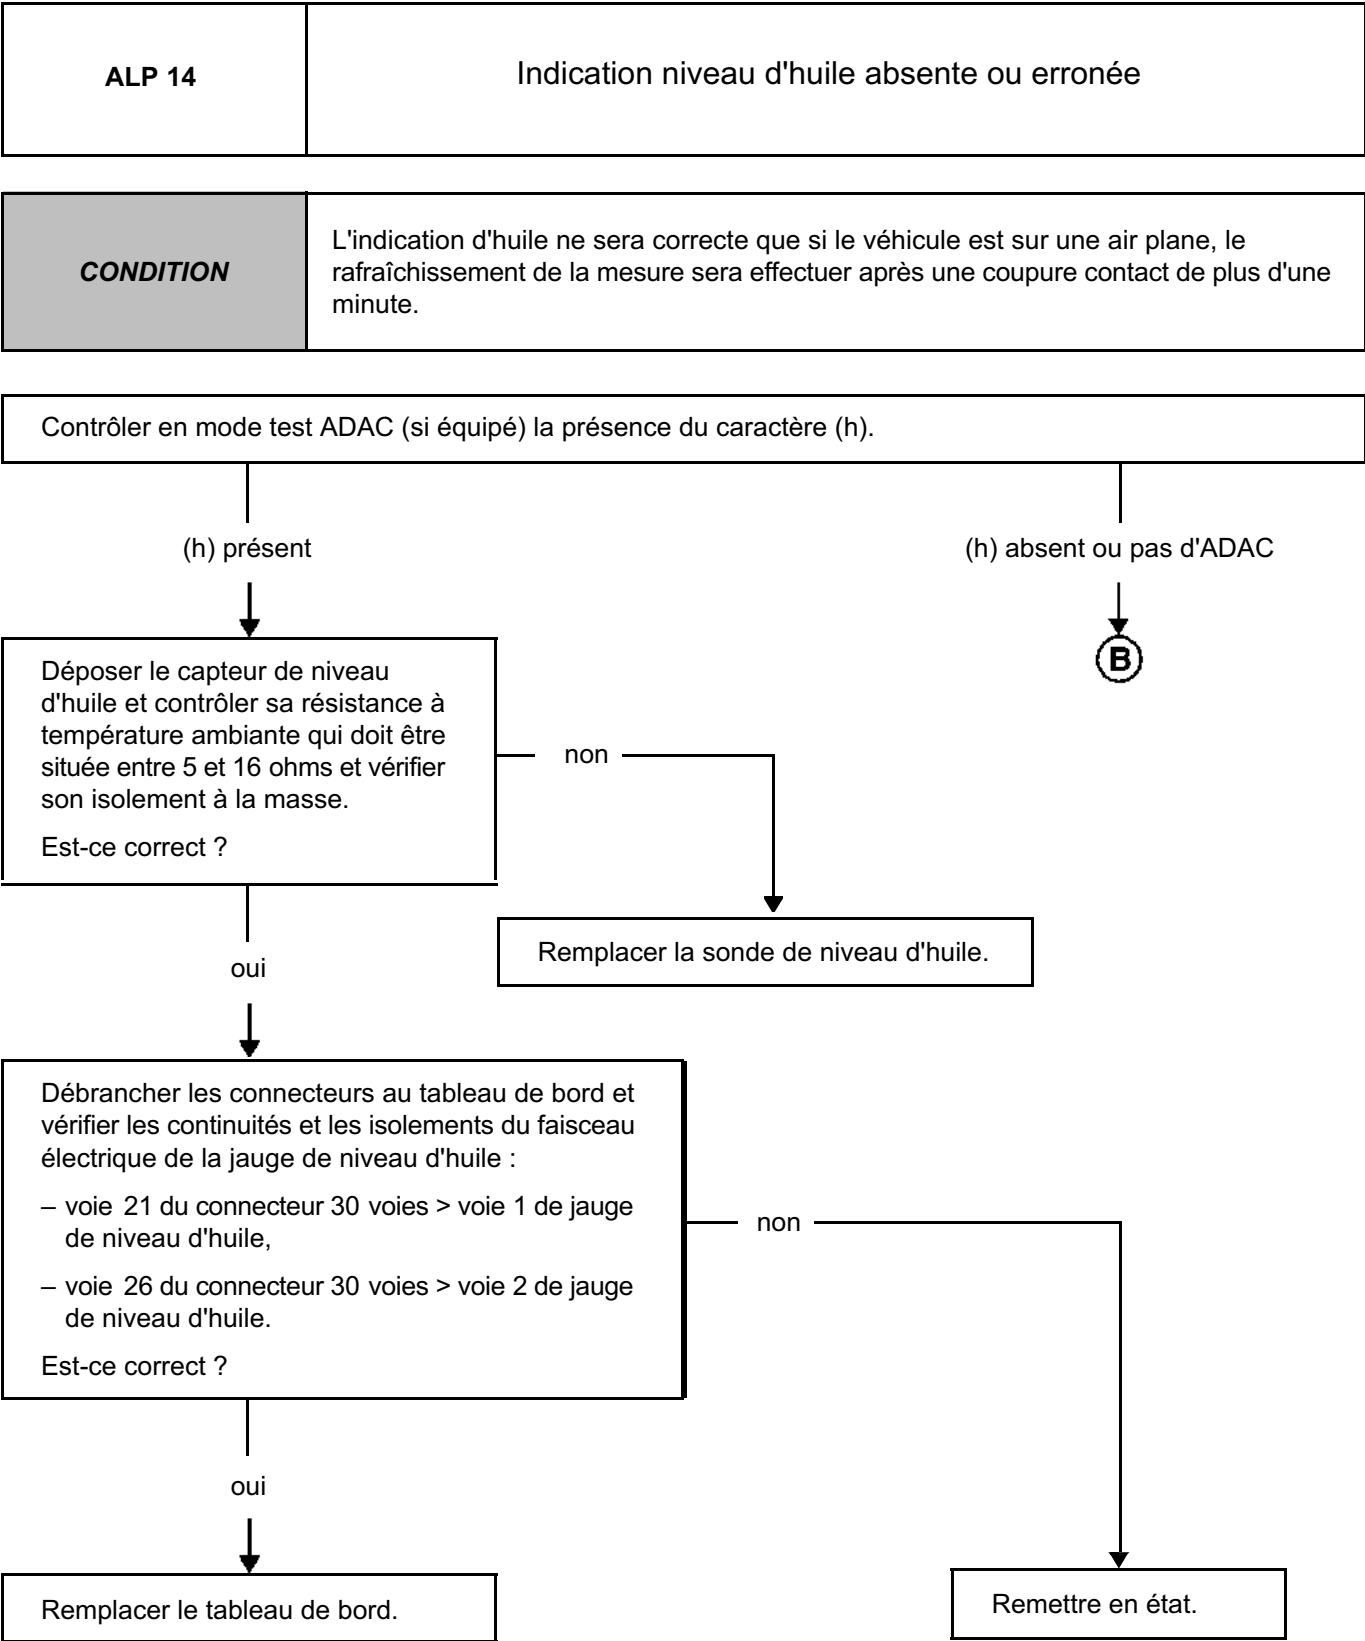 ALP 14
Indication niveau d'huile absente ou erronée
CONDITION
L'indication d'huile ne sera correcte que si le véhicule est sur une air plane, le
rafraîchissement de la mesure sera effectuer après une coupure contact de plus d'une
minute.
Contrôler en mode test ADAC (si équipé) la présence du caractère (h).
(h) présent
(h) absent ou pas d'ADAC
B
Déposer le capteur de niveau
d'huile et contrôler sa résistance à
température ambiante qui doit être
située entre 5 et 16 ohms et vérifier
son isolement à la masse.
Est-ce correct ?
non
Remplacer la sonde de niveau d'huile.
oui
Débrancher les connecteurs au tableau de bord et
vérifier les continuités et les isolements du faisceau
électrique de la jauge de niveau d'huile :
– voie 21 du connecteur 30 voies > voie 1 de jauge
de niveau d'huile,
– voie 26 du connecteur 30 voies > voie 2 de jauge
de niveau d'huile.
Est-ce correct ?
non
oui
Remplacer le tableau de bord.
Remettre en état.